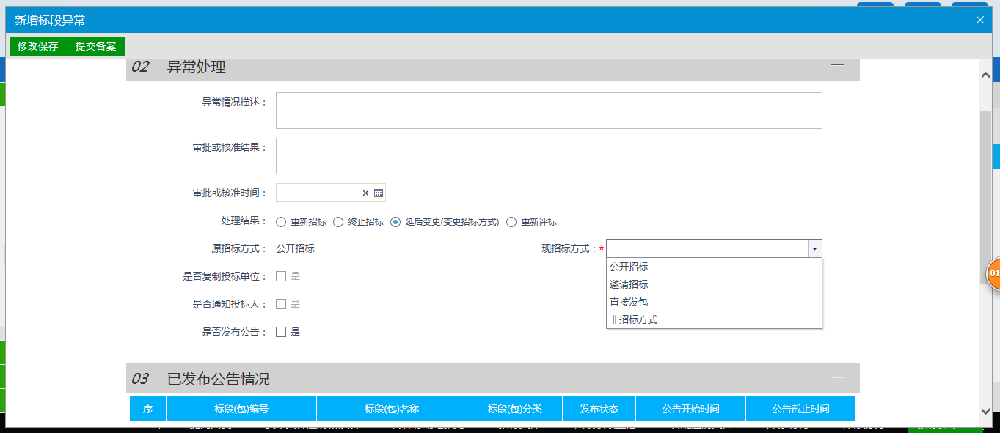 新增标段异常
修改保存 提交备案
02 异常处理
异常情况描述：
审批或核准结果：
审批或核准时间：
处理结果： 重新招标 终止招标 延后变更(变更招标方式) 重新评标
原招标方式： 公开招标 现招标方式：*
公开招标
邀请招标
直接发包
非招标方式
是否复制投标单位： 是
是否通知投标人： 是
是否发布公告： 是
81
03 已发布公告情况
序 标段(包)编号 标段(包)名称 标段(包)分类 发布状态 公告开始时间 公告截止时间